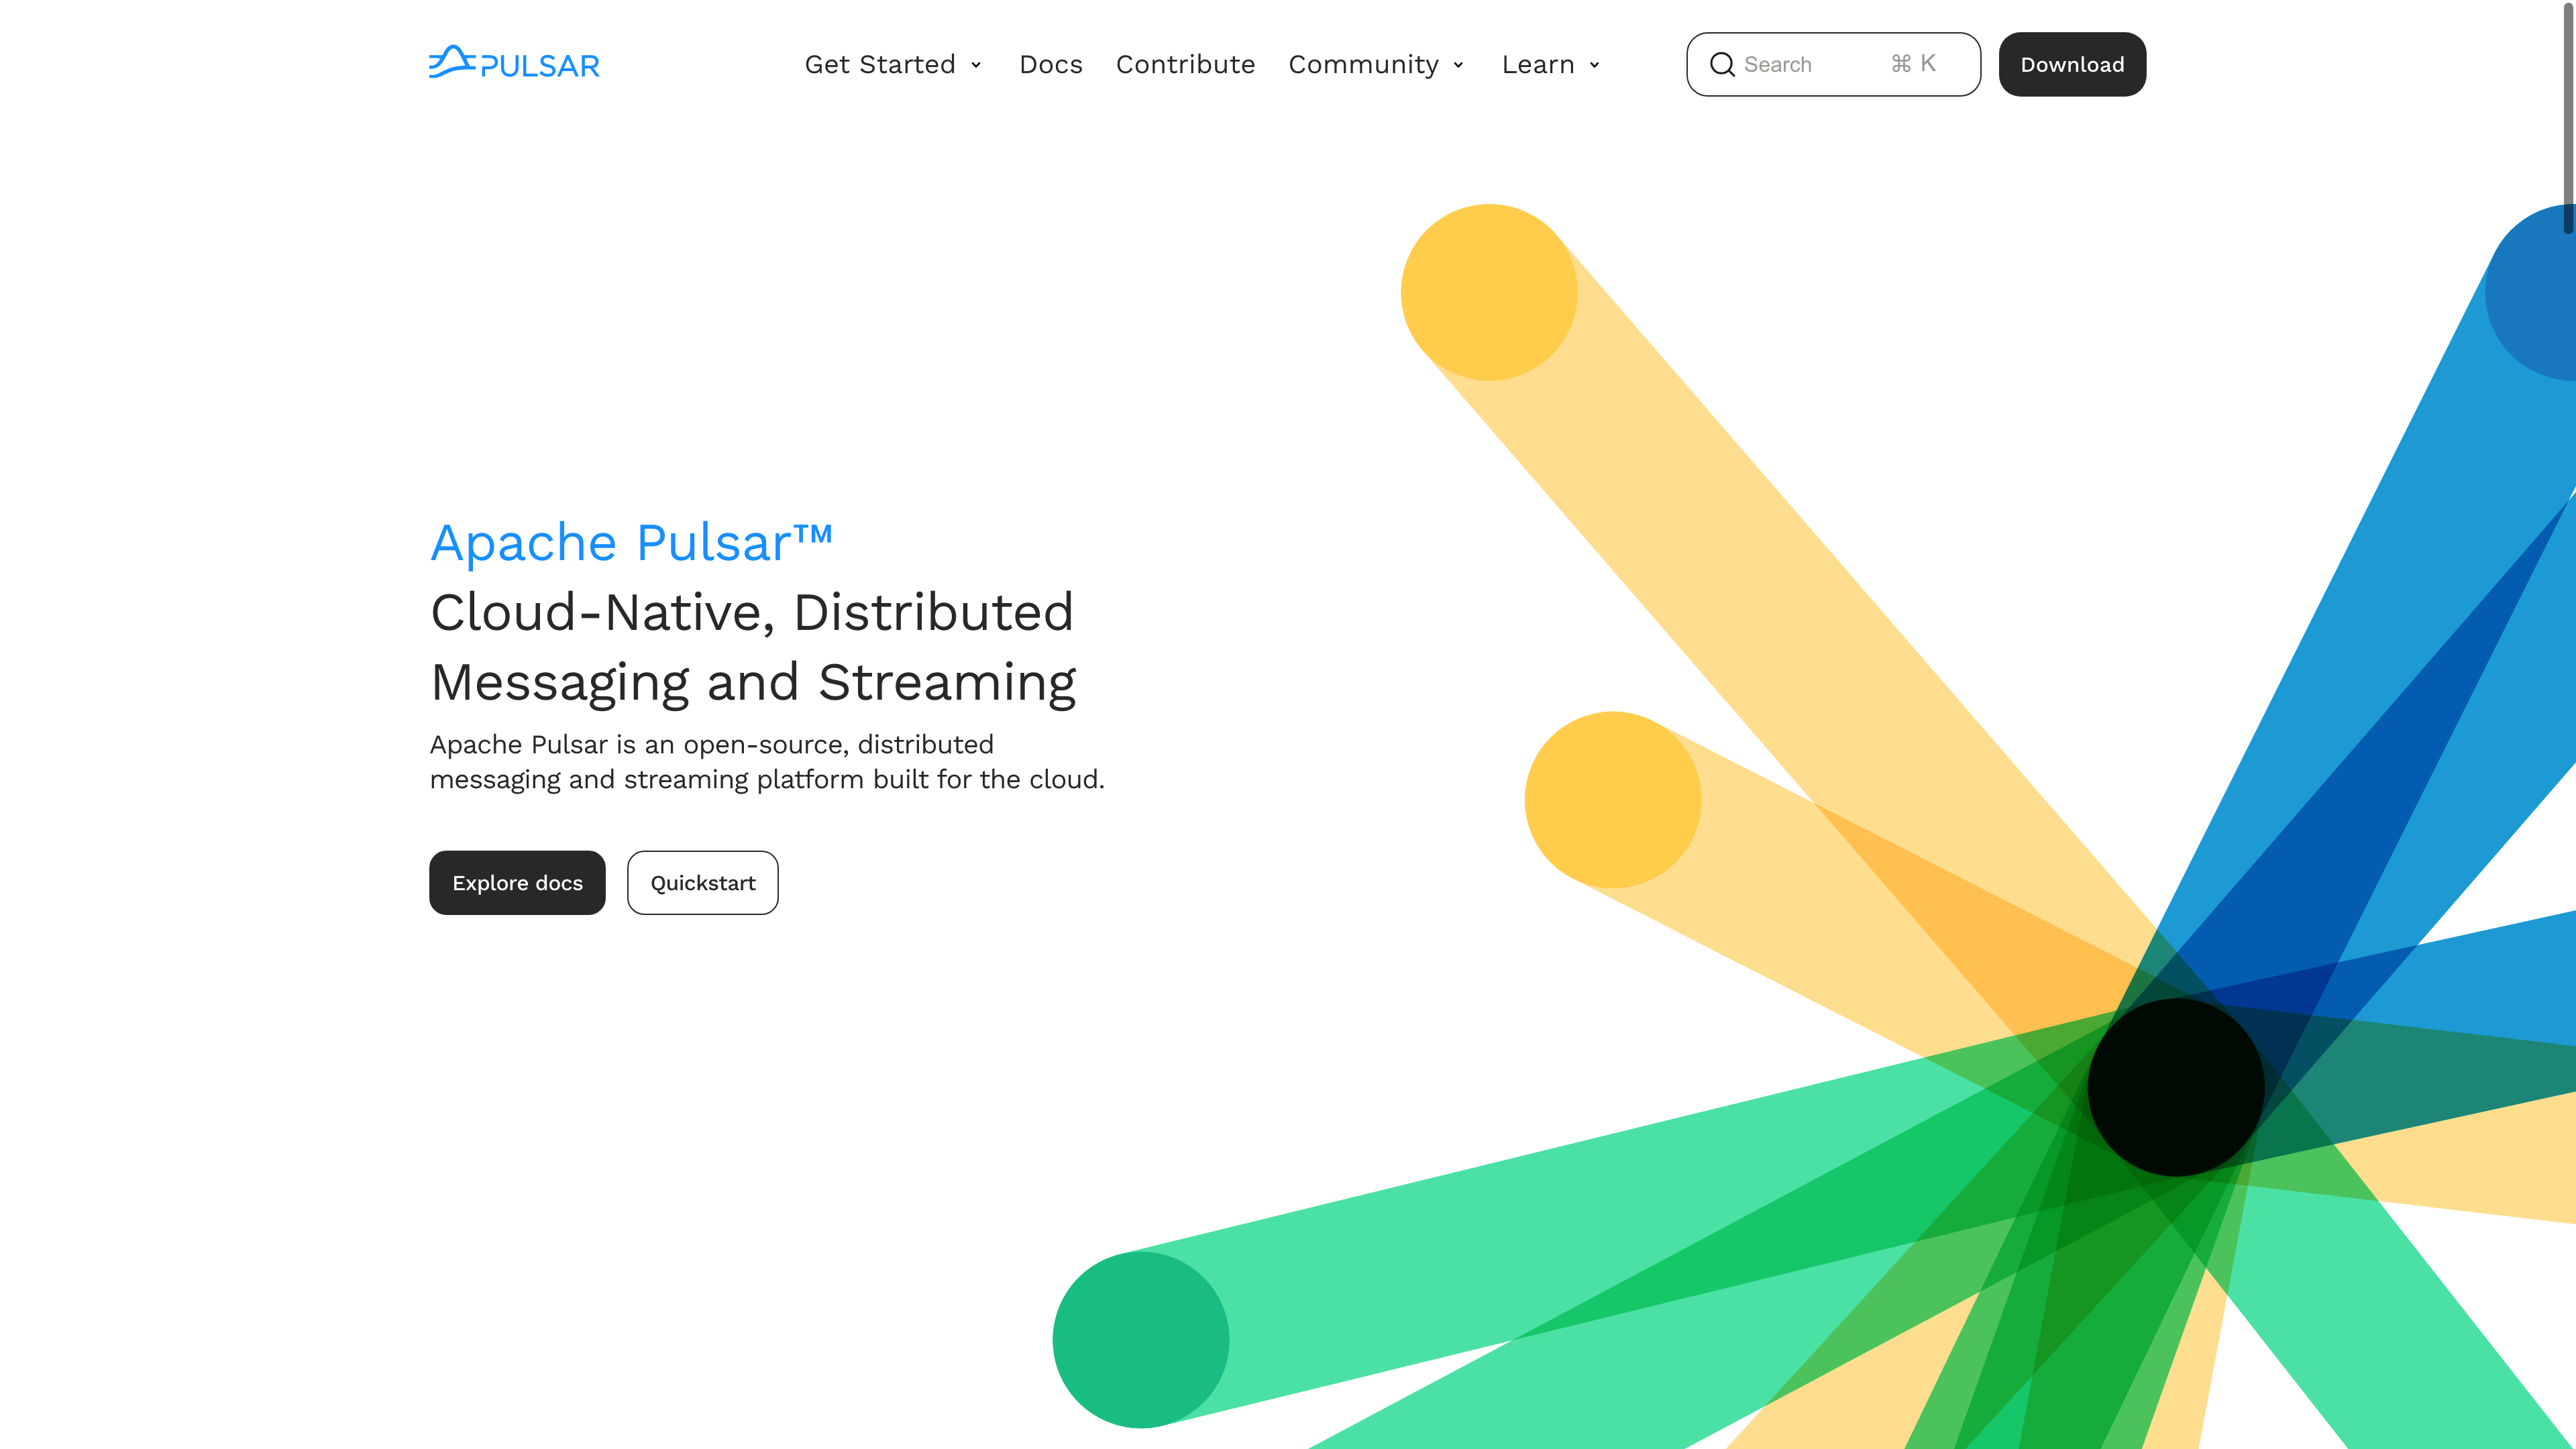 PULSAR
Get Started
Docs
Contribute
Community
Learn
Search
⌘ K
Download
Apache Pulsar™
Cloud-Native, Distributed
Messaging and Streaming
Apache Pulsar is an open-source, distributed
messaging and streaming platform built for the cloud.
Explore docs
Quickstart